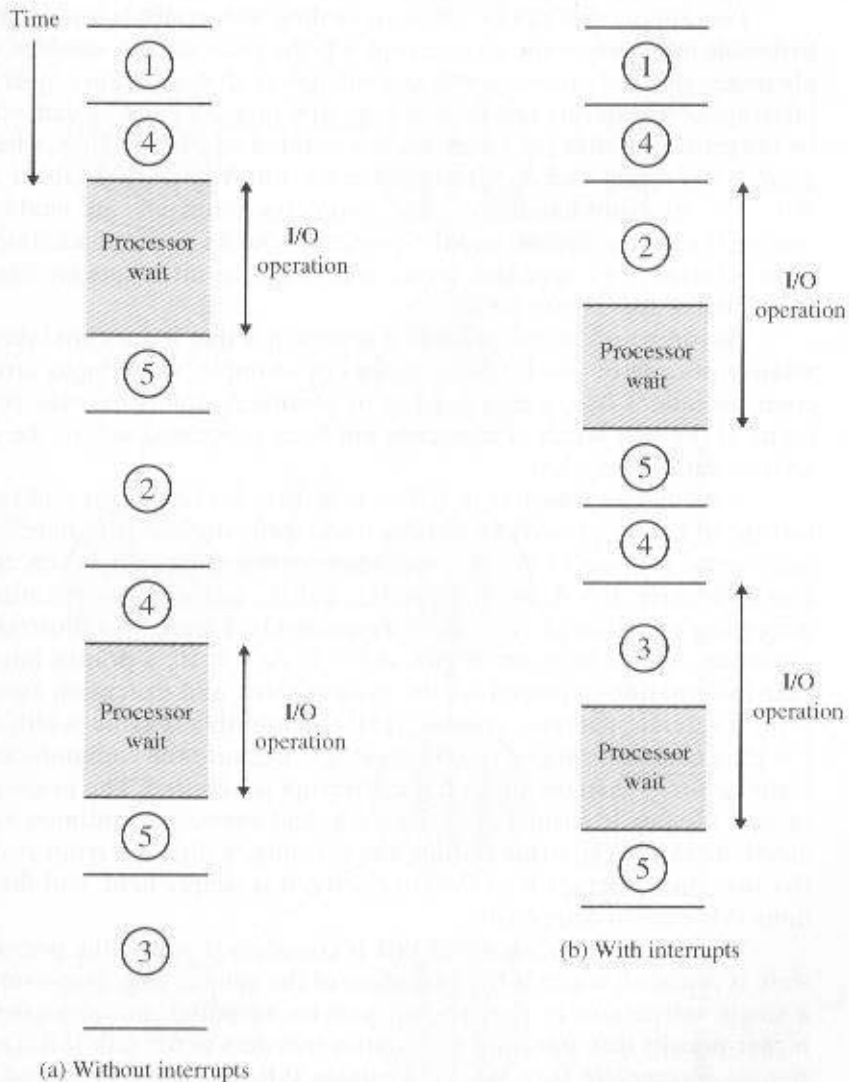 Time
1
4
Processor
wait
I/O
operation
5
2
4
Processor
wait
I/O
operation
5
3
(a) Without interrupts
1
4
2
I/O
operation
Processor
wait
5
4
3
I/O
operation
Processor
wait
5
(b) With interrupts